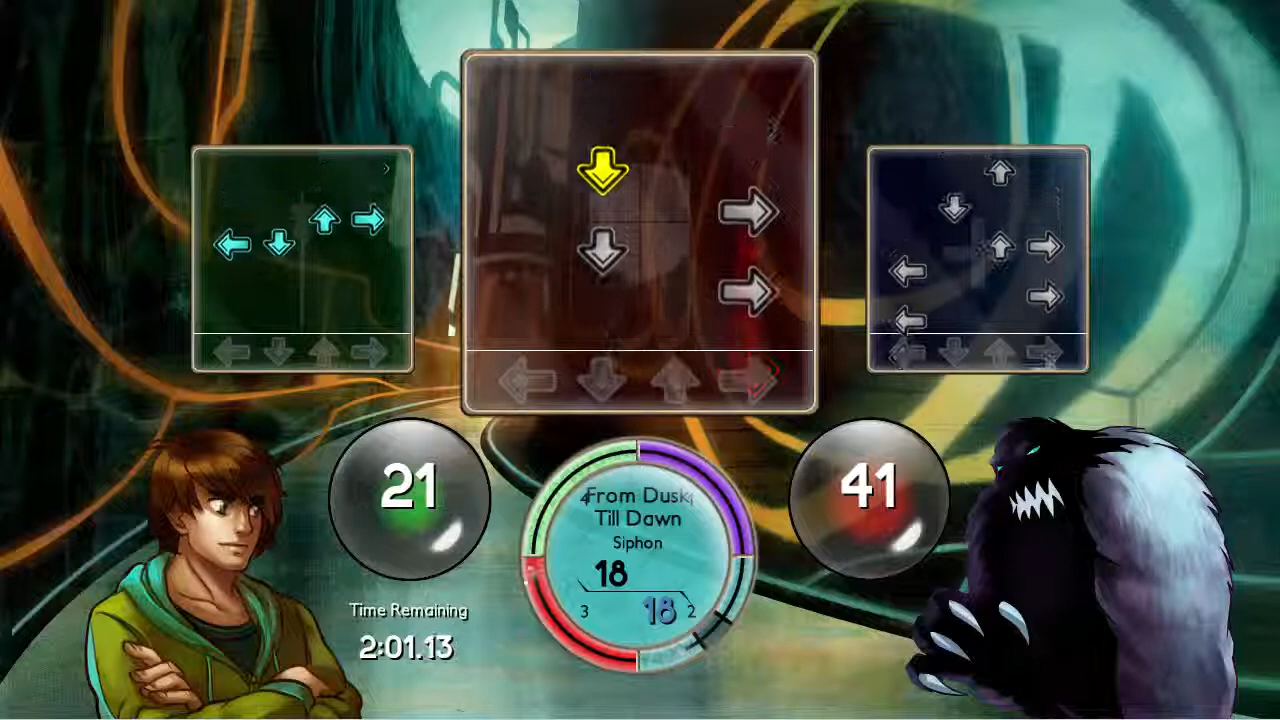 21
41
From Dusk
Till Dawn
Siphon
18
3
18
2
Time Remaining
2:01.13